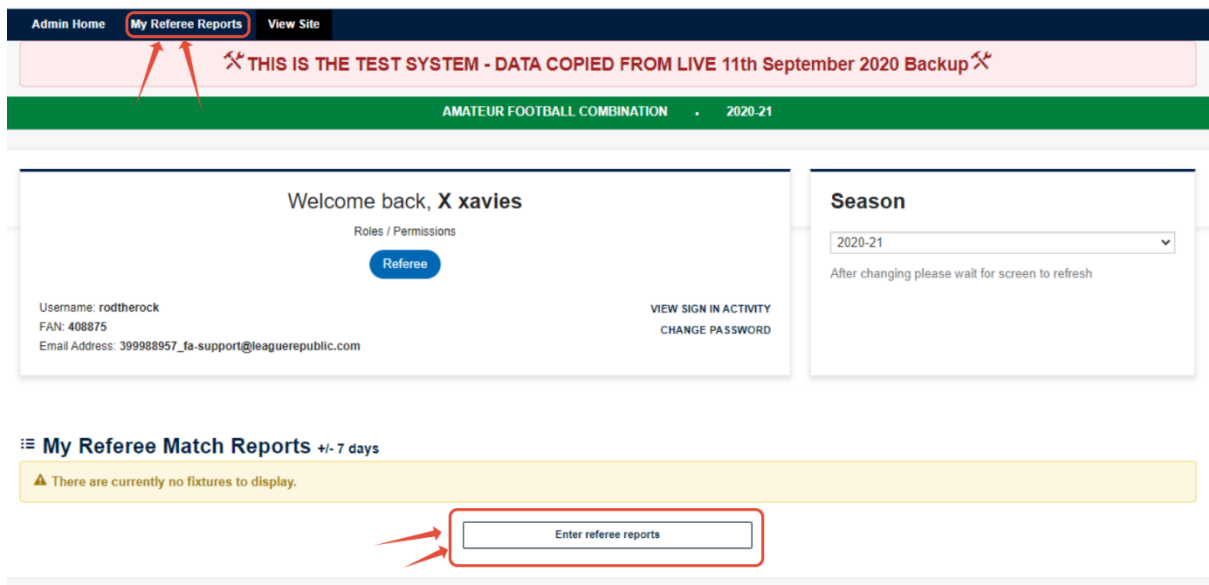 Admin Home My Referee Reports View Site
THIS IS THE TEST SYSTEM - DATA COPIED FROM LIVE 11th September 2020 Backup
AMATEUR FOOTBALL COMBINATION . 2020-21
Welcome back, X xavies
Roles / Permissions
Referee
Username: rodtherock
FAN: 408875
Email Address: 399988957_fa-support@leaguerepublic.com
VIEW SIGN IN ACTIVITY
CHANGE PASSWORD
Season
2020-21
After changing please wait for screen to refresh
My Referee Match Reports +/- 7 days
There are currently no fixtures to display.
Enter referee reports